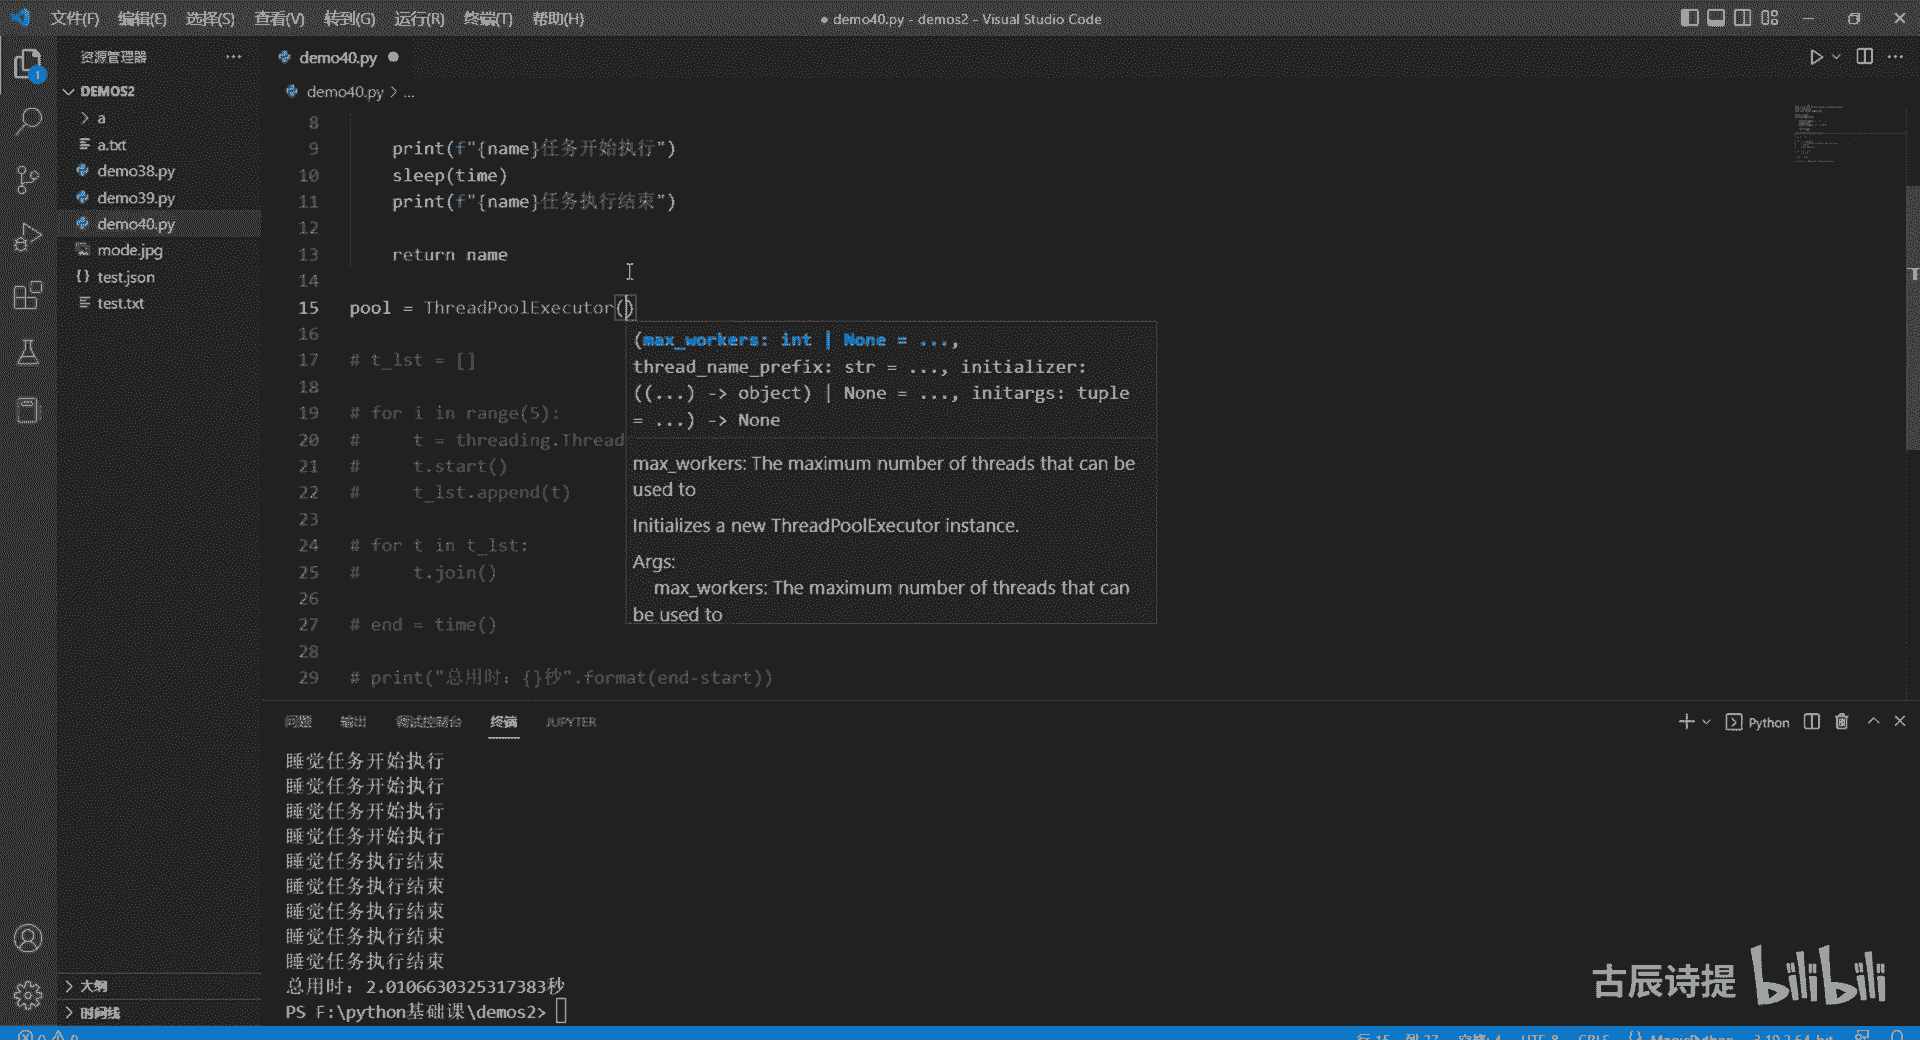 文件(F) 编辑(E) 选择(S) 查看(V) 转到(G) 运行(R) 终端(T) 帮助(H)
● demo40.py - demos2 - Visual Studio Code
资源管理器
demo40.py
1
DEMOS2
demo40.py > ...
a
a.txt
demo38.py
demo39.py
demo40.py
mode.jpg
{} test.json
test.txt
8
9 print(f"{name}任务开始执行")
10 sleep(time)
11 print(f"{name}任务执行结束")
12
13 return name
14
15 pool = ThreadPoolExecutor()
16
17 # t_lst = []
18
19 # for i in range(5):
20 # t = threading.Thread
21 # t.start()
22 # t_lst.append(t)
23
24 # for t in t_lst:
25 # t.join()
26
27 # end = time()
28
29 # print("总用时：{}秒".format(end-start))
(max_workers: int | None = ...,
thread_name_prefix: str = ..., initializer:
((...) -> object) | None = ..., initargs: tuple
= ...) -> None
max_workers: The maximum number of threads that can be
used to
Initializes a new ThreadPoolExecutor instance.
Args:
max_workers: The maximum number of threads that can
be used to
问题 输出 调试控制台 终端 JUPYTER
Python
睡觉任务开始执行
睡觉任务开始执行
睡觉任务开始执行
睡觉任务开始执行
睡觉任务执行结束
睡觉任务执行结束
睡觉任务执行结束
睡觉任务执行结束
睡觉任务执行结束
总用时：2.0106630325317383秒
PS F:\python基础课\demos2>
大纲
时间线
古辰诗提 bilibili